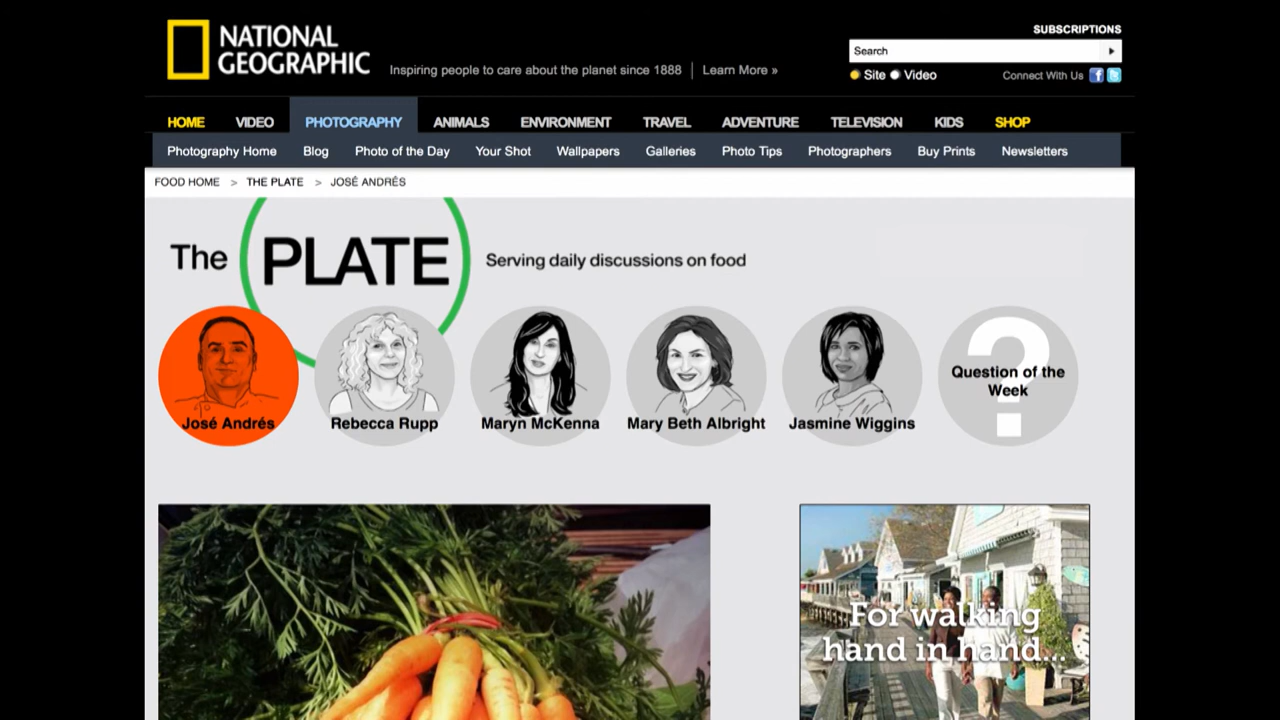 NATIONAL
GEOGRAPHIC
Inspiring people to care about the planet since 1888 | Learn More »
SUBSCRIPTIONS
Search
Site Video
Connect With Us
HOME VIDEO PHOTOGRAPHY ANIMALS ENVIRONMENT TRAVEL ADVENTURE TELEVISION KIDS SHOP
Photography Home Blog Photo of the Day Your Shot Wallpapers Galleries Photo Tips Photographers Buy Prints Newsletters
FOOD HOME > THE PLATE > JOSÉ ANDRÉS
The PLATE Serving daily discussions on food
José Andrés
Rebecca Rupp
Maryn McKenna
Mary Beth Albright
Jasmine Wiggins
?
Question of the
Week
For walking
hand in hand...